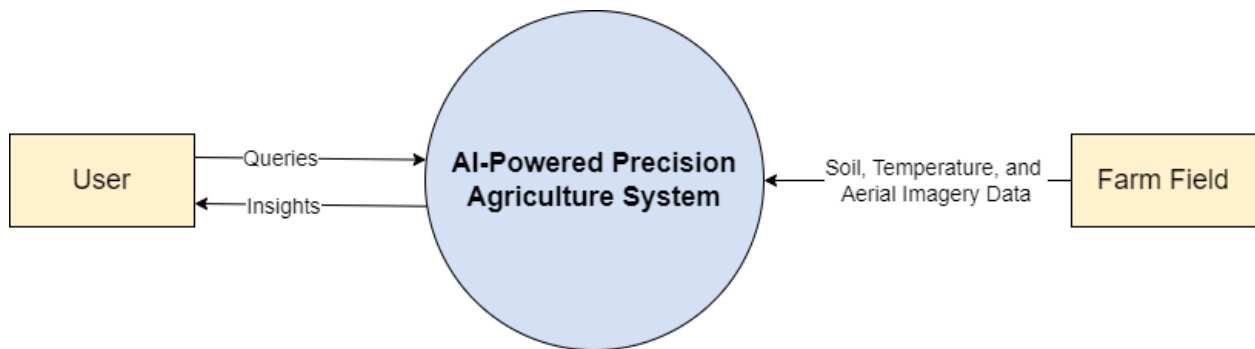 User
Queries
Insights
AI-Powered Precision
Agriculture System
Soil, Temperature, and
Aerial Imagery Data
Farm Field